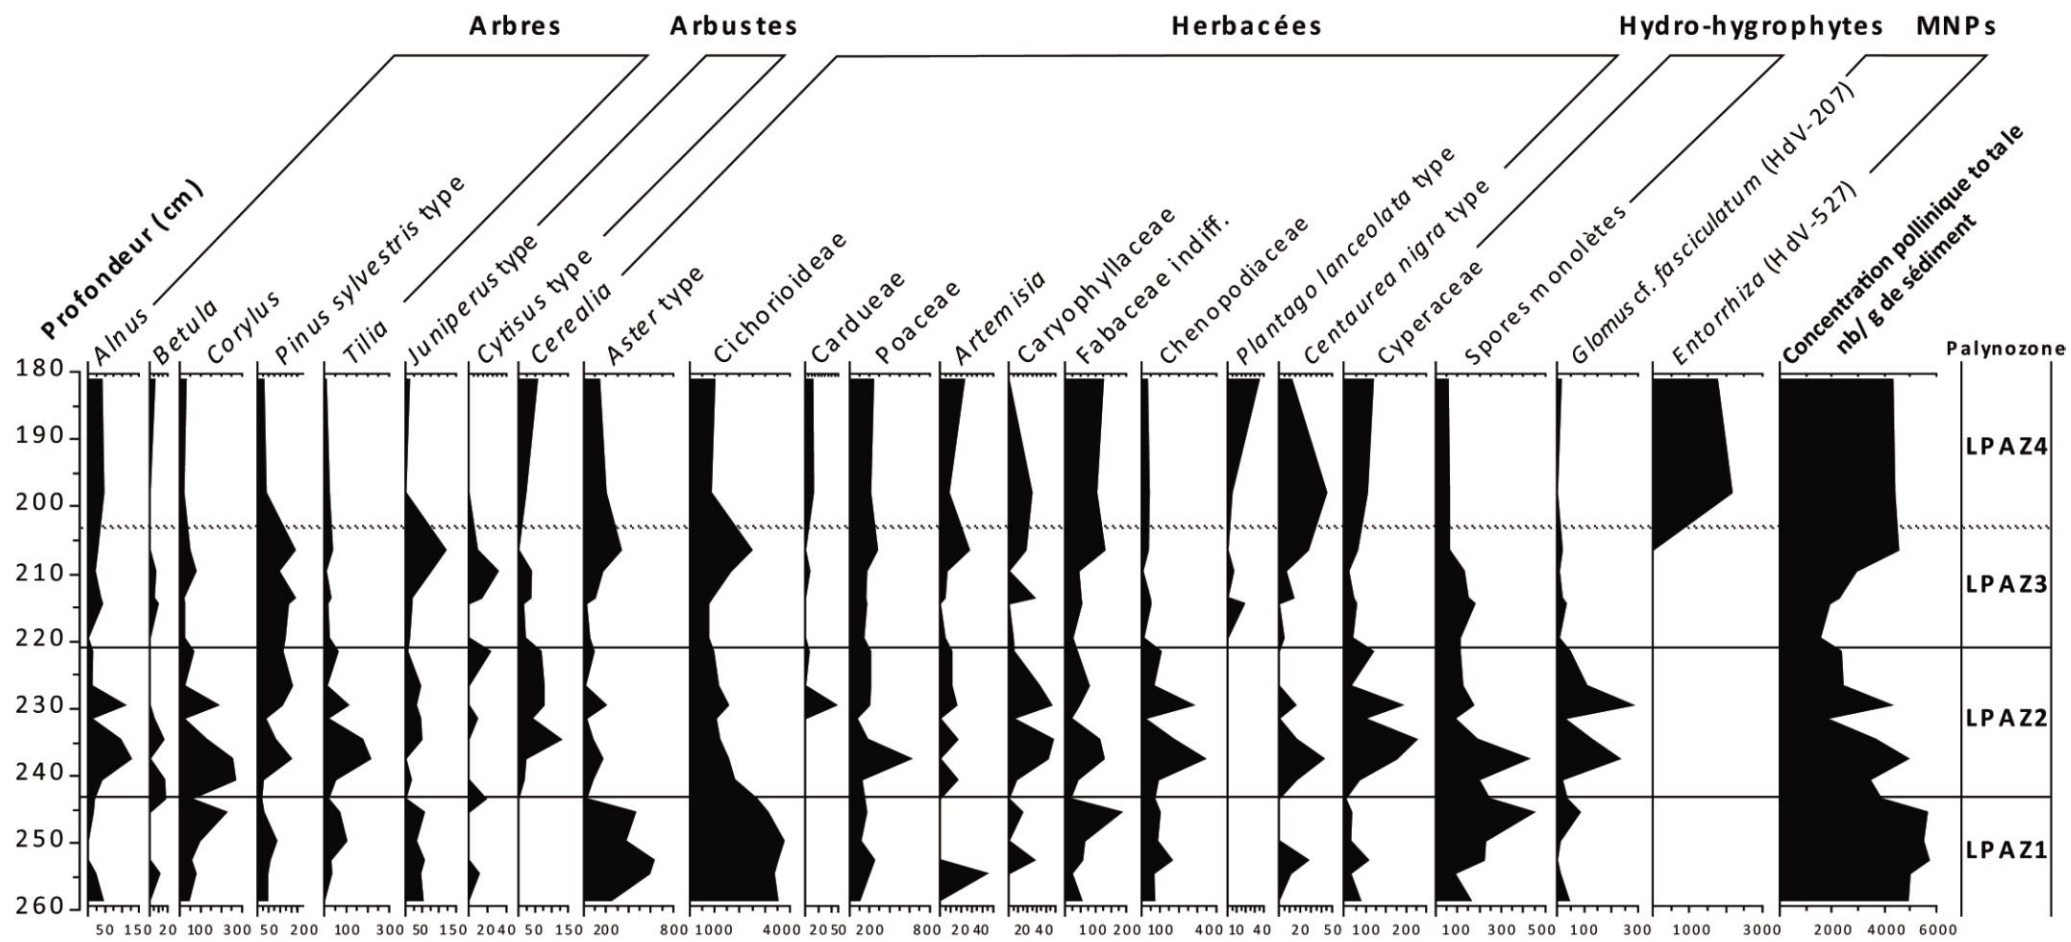 Arbres Arbustes Herbacées Hydro-hygrophytes MNPs
Profondeur (cm)
Alnus
Betula
Corylus
Pinus sylvestris type
Tilia
Juniperus type
Cytisus type
Cerealia
Aster type
Cichorioideae
Cardueae
Poaceae
Artemisia
Caryophyllaceae
Fabaceae indiff.
Chenopodiaceae
Plantago lanceolata type
Centaurea nigra type
Cyperaceae
Spores monolètes
Glomus cf. fasciculatum (HdV-207)
Entorrhiza (HdV-527)
Concentration pollinique totale
nb/ g de sédiment
Palynozone
180
190
LPAZ4
200
210
LPAZ3
220
230
LPAZ2
240
250
LPAZ1
260
50 150 20 100 300 50 200 100 300 50 150 20 40 50 150 200 800 1000 4000 20 50 200 800 20 40 20 40 100 200 100 400 10 40 20 50 100 200 100 300 500 100 300 1000 3000 2000 4000 6000